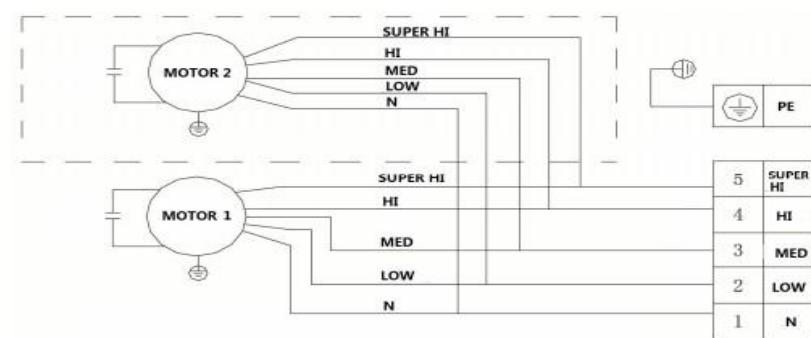 SUPER HI
HI
MOTOR 2
MED
LOW
N
PE
SUPER HI
HI
MOTOR 1
MED
LOW
N
5 SUPER
HI
4 HI
3 MED
2 LOW
1 N